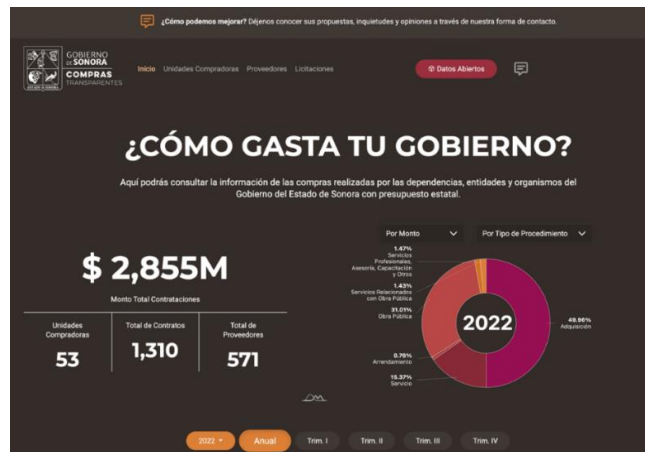 ¿Cómo podemos mejorar? Déjenos conocer sus propuestas, inquietudes y opiniones a través de nuestra forma de contacto.
GOBIERNO
DE SONORA
COMPRAS
TRANSPARENTES
Inicio Unidades Compradoras Proveedores Licitaciones
Datos Abiertos
¿CÓMO GASTA TU GOBIERNO?
Aquí podrás consultar la información de las compras realizadas por las dependencias, entidades y organismos del
Gobierno del Estado de Sonora con presupuesto estatal.
$ 2,855M
Monto Total Contrataciones
Unidades
Compradoras
53
Total de Contratos
1,310
Total de
Proveedores
571
Por Monto
Por Tipo de Procedimiento
1.47%
Servicios
Profesionales,
Asesoría, Capacitación
y Otros
1.43%
Servicios Relacionados
con Obra Pública
31.01%
Obra Pública
0.76%
Arrendamiento
15.37%
Servicio
2022
49.96%
Adquisición
2022 Anual Trim. I Trim. II Trim. III Trim. IV